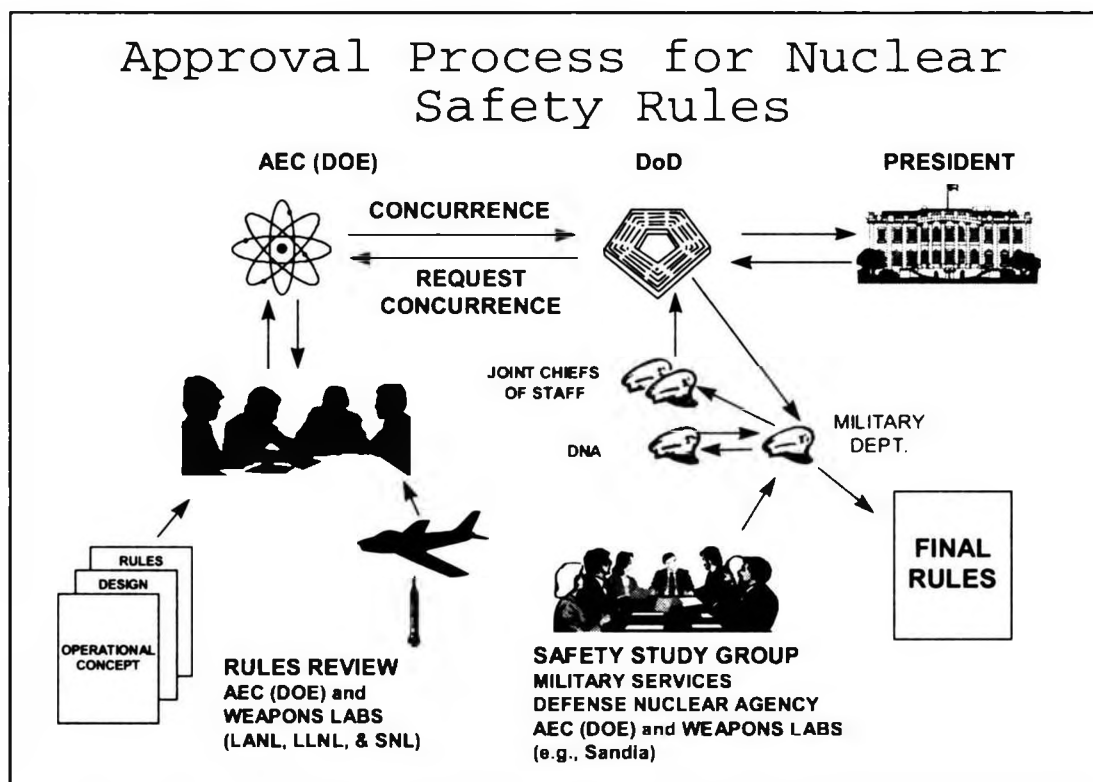 Approval Process for Nuclear
Safety Rules
AEC (DOE)
DoD
PRESIDENT
CONCURRENCE
REQUEST
CONCURRENCE
JOINT CHIEFS
OF STAFF
DNA
MILITARY
DEPT.
RULES
DESIGN
OPERATIONAL
CONCEPT
FINAL
RULES
RULES REVIEW
AEC (DOE) and
WEAPONS LABS
(LANL, LLNL, & SNL)
SAFETY STUDY GROUP
MILITARY SERVICES
DEFENSE NUCLEAR AGENCY
AEC (DOE) and WEAPONS LABS
(e.g., Sandia)